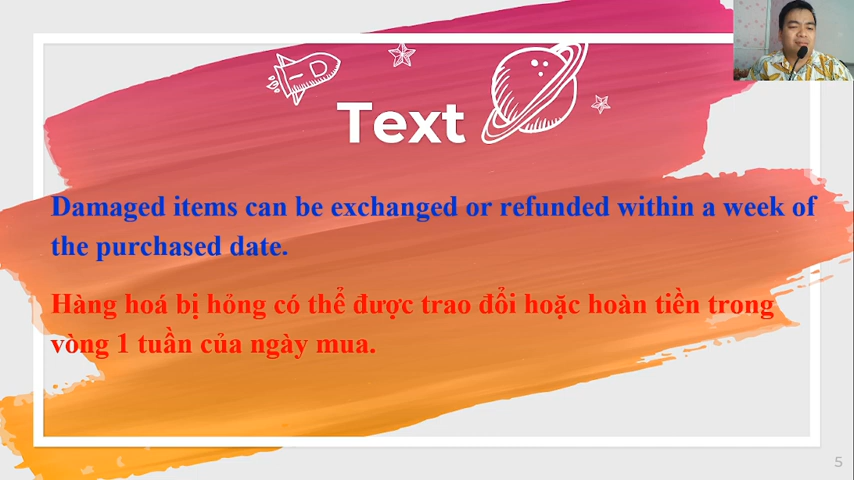 Text
Damaged items can be exchanged or refunded within a week of
the purchased date.
Hàng hoá bị hỏng có thể được trao đổi hoặc hoàn tiền trong
vòng 1 tuần của ngày mua.
5